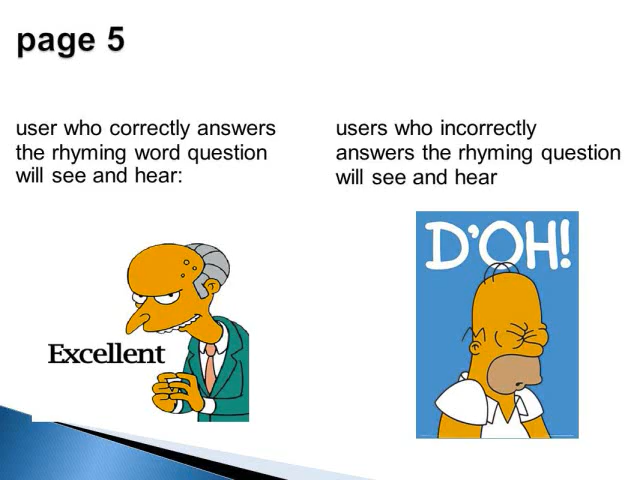 page 5
user who correctly answers
the rhyming word question
will see and hear:
Excellent
users who incorrectly
answers the rhyming question
will see and hear
D'OH!